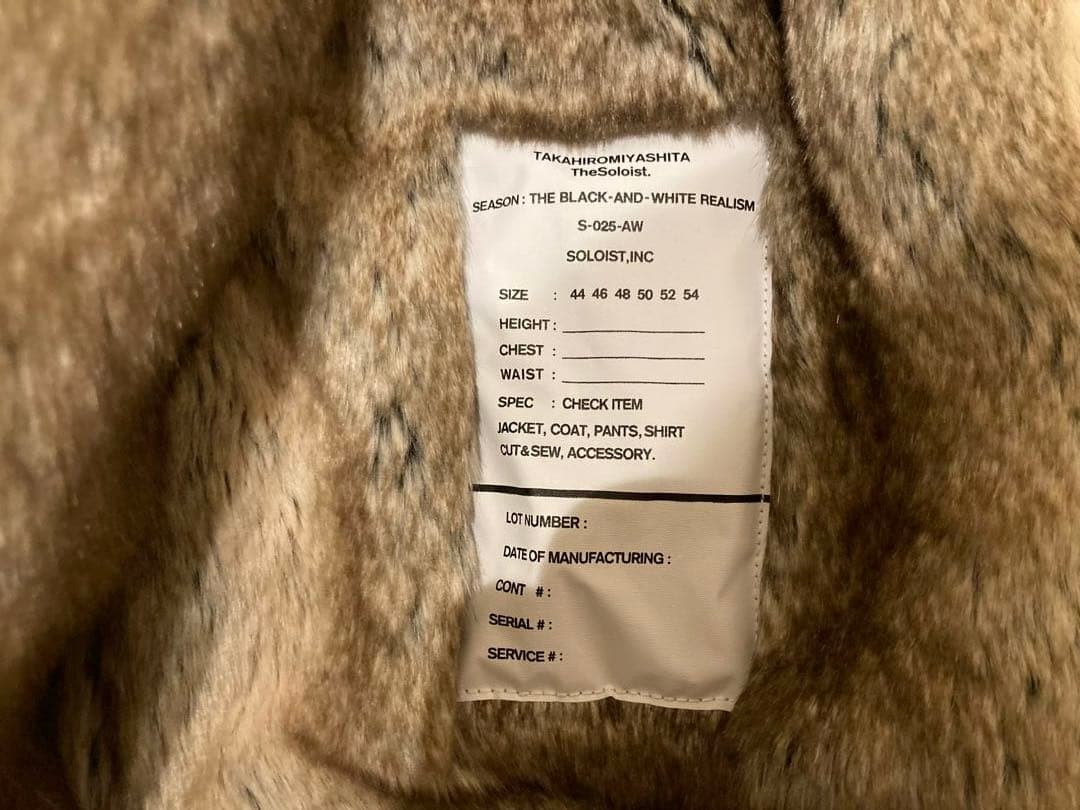 TAKAHIROMIYASHITA
TheSoloist.
SEASON : THE BLACK-AND-WHITE REALISM
S-025-AW
SOLOIST,INC
SIZE : 44 46 48 50 52 54
HEIGHT :
CHEST :
WAIST :
SPEC : CHECK ITEM
JACKET, COAT, PANTS, SHIRT
CUT&SEW, ACCESSORY.
LOT NUMBER :
DATE OF MANUFACTURING :
CONT # :
SERIAL # :
SERVICE # :